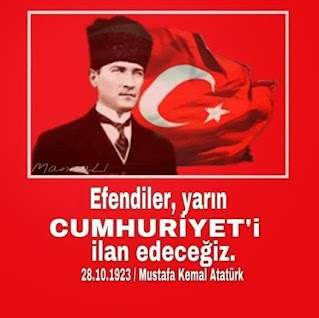 Efendiler, yarın
CUMHURİYET'i
ilan edeceğiz.
28.10.1923 / Mustafa Kemal Atatürk